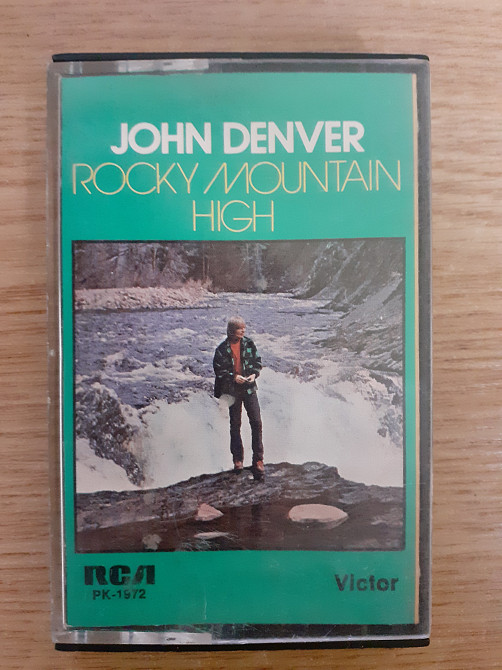 JOHN DENVER
ROCKY MOUNTAIN
HIGH
RCA
PK-1972
Victor